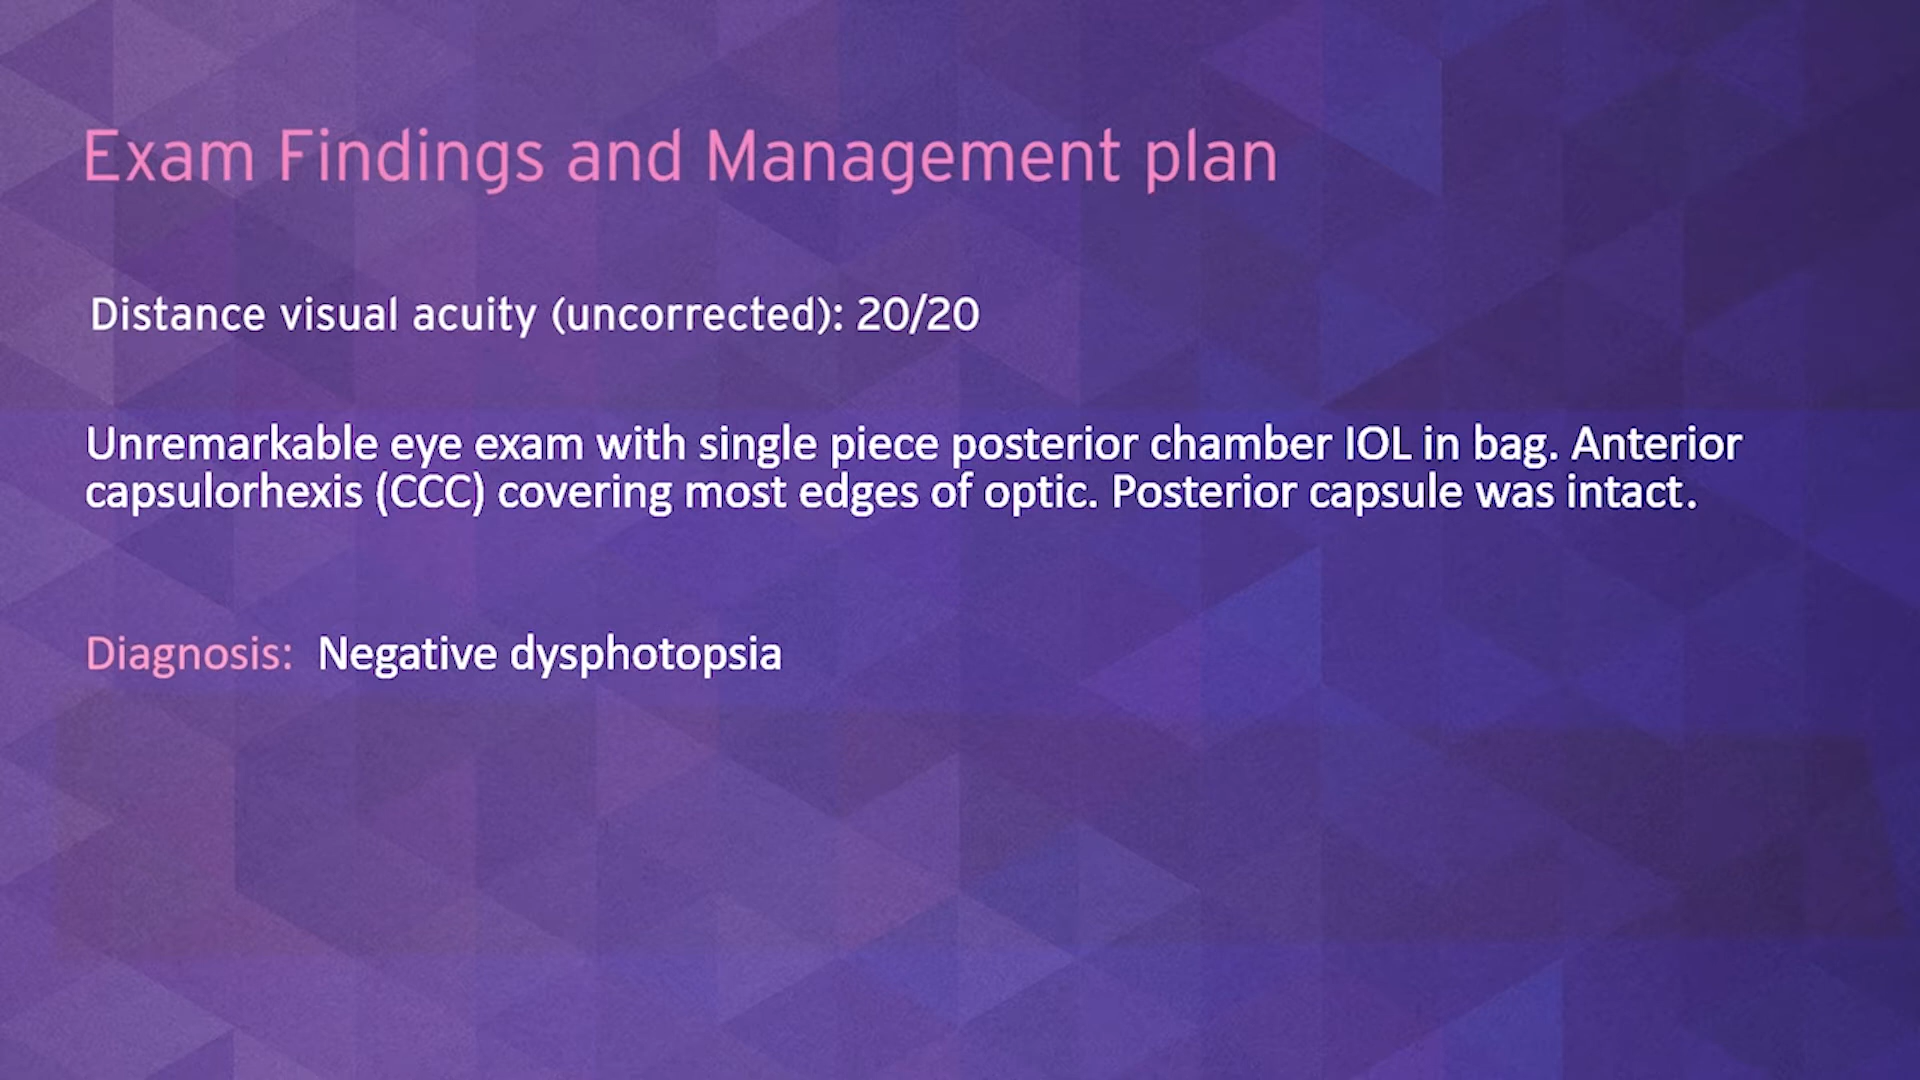 Exam Findings and Management plan
Distance visual acuity (uncorrected): 20/20
Unremarkable eye exam with single piece posterior chamber IOL in bag. Anterior
capsulorhexis (CCC) covering most edges of optic. Posterior capsule was intact.
Diagnosis: Negative dysphotopsia